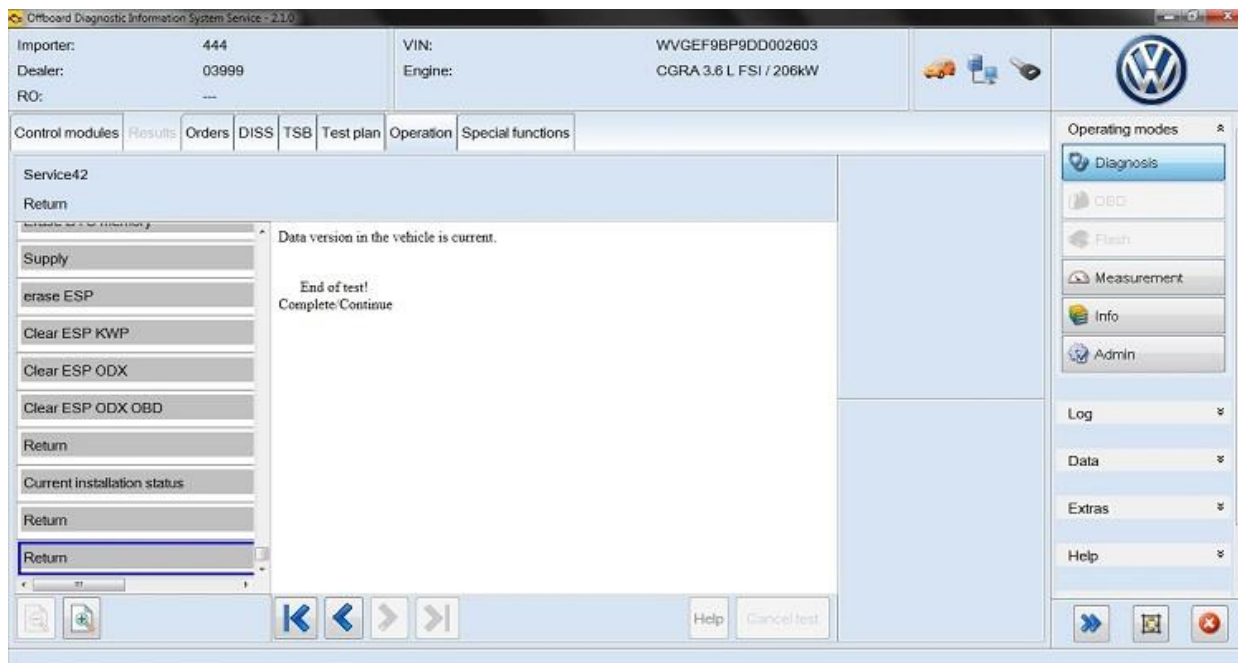 Offboard Diagnostic Information System Service - 2.1.0
Importer: 444 VIN: WVGEF9BP9DD002603
Dealer: 03999 Engine: CGRA 3.6 L FSI / 206kW
RO: ---
Control modules Results Orders DISS TSB Test plan Operation Special functions
Service42
Return
Erase DTC memory
Supply
erase ESP
Clear ESP KWP
Clear ESP ODX
Clear ESP ODX OBD
Return
Current installation status
Return
Return
Data version in the vehicle is current.
End of test!
Complete/Continue
Help Cancel test
Operating modes
Diagnosis
OBD
Flash
Measurement
Info
Admin
Log
Data
Extras
Help